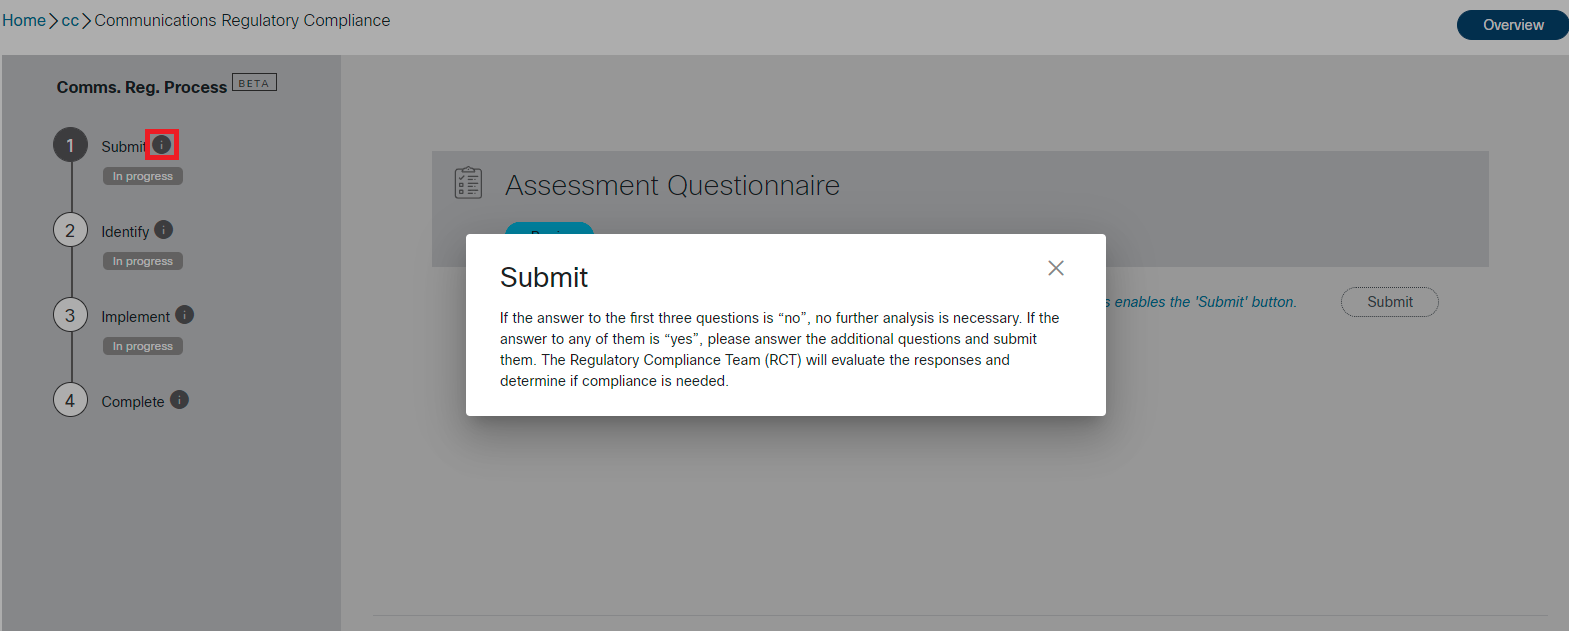 Home > cc > Communications Regulatory Compliance
Overview
Comms. Reg. Process BETA
1 Submit i
In progress
2 Identify i
In progress
3 Implement i
In progress
4 Complete i
Assessment Questionnaire
Submit
If the answer to the first three questions is “no”, no further analysis is necessary. If the
answer to any of them is “yes”, please answer the additional questions and submit
them. The Regulatory Compliance Team (RCT) will evaluate the responses and
determine if compliance is needed.
enables the 'Submit' button.
Submit